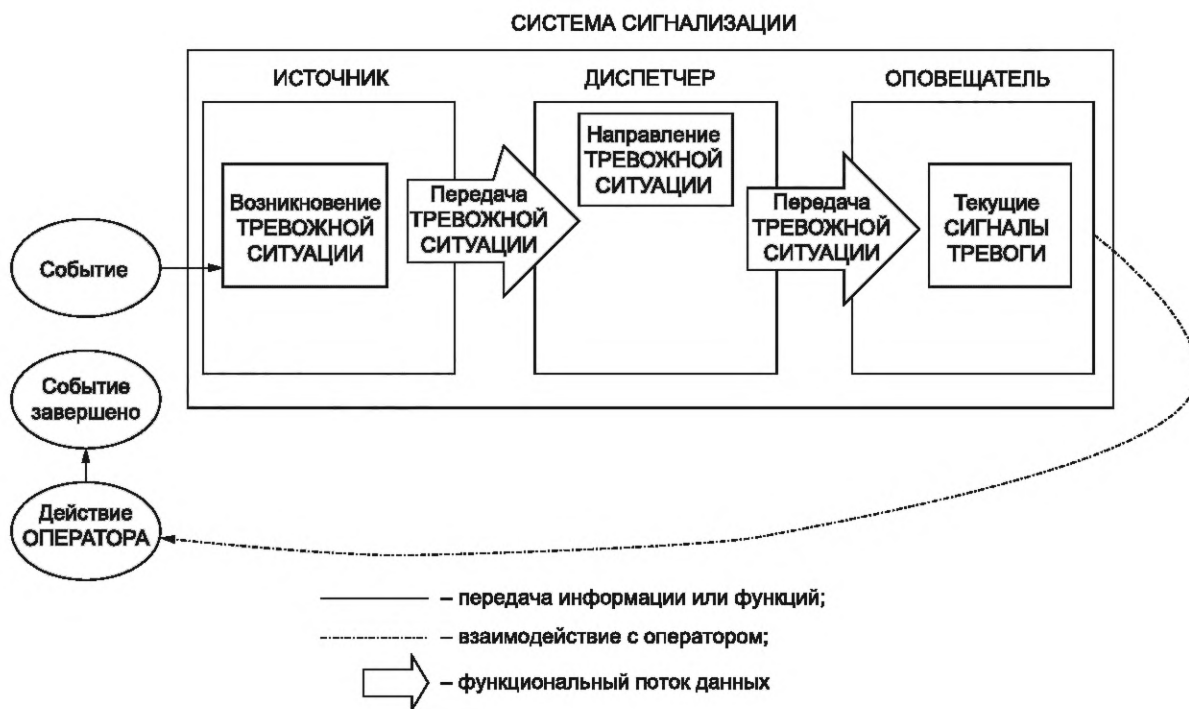 СИСТЕМА СИГНАЛИЗАЦИИ
ИСТОЧНИК
ДИСПЕТЧЕР
ОПОВЕЩАТЕЛЬ
Событие
Возникновение
ТРЕВОЖНОЙ
СИТУАЦИИ
Передача
ТРЕВОЖНОЙ
СИТУАЦИИ
Направление
ТРЕВОЖНОЙ
СИТУАЦИИ
Передача
ТРЕВОЖНОЙ
СИТУАЦИИ
Текущие
СИГНАЛЫ
ТРЕВОГИ
Событие
завершено
Действие
ОПЕРАТОРА
– передача информации или функций;
– взаимодействие с оператором;
– функциональный поток данных